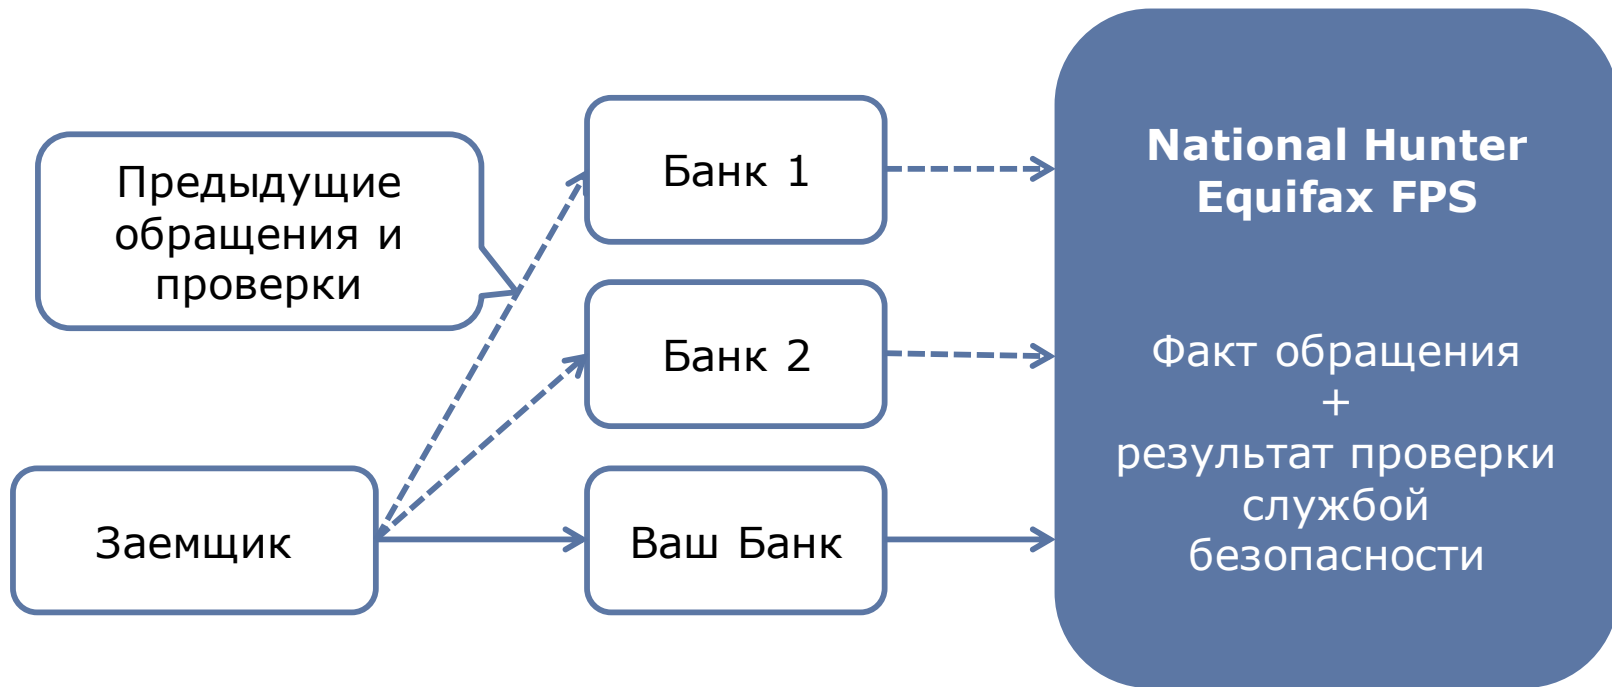 Предыдущие
обращения и
проверки
Банк 1
Банк 2
Заемщик
Ваш Банк
National Hunter
Equifax FPS
Факт обращения
+
результат проверки
службой
безопасности